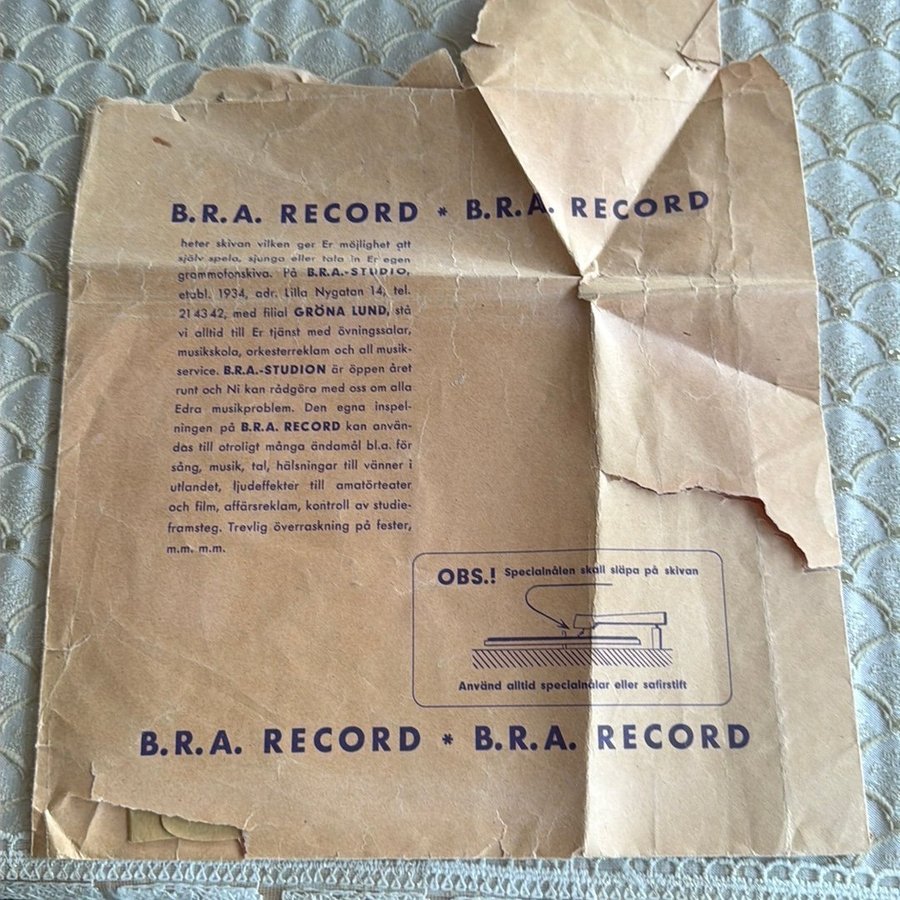 B.R.A. RECORD * B.R.A. RECORD
heter skivan vilken ger Er möjlighet att
själv spela, sjunga eller tala in Er egen
grammofonskiva. På B.R.A.-STUDIO,
etabl. 1934, adr. Lilla Nygatan 14, tel.
21 43 42, med filial GRÖNA LUND, stå
vi alltid till Er tjänst med övningssalar,
musikskola, orkesterreklam och all musik-
service. B.R.A.-STUDION är öppen året
runt och Ni kan rådgöra med oss om alla
Edra musikproblem. Den egna inspel-
ningen på B.R.A. RECORD kan använ-
das till otroligt många ändamål bl.a. för
sång, musik, tal, hälsningar till vänner i
utlandet, ljudeffekter till amatörteater
och film, affärsreklam, kontroll av studie-
framsteg. Trevlig överraskning på fester,
m.m. m.m.
OBS.! Specialnålen skall släpa på skivan
Använd alltid specialnålar eller safirstift
B.R.A. RECORD * B.R.A. RECORD